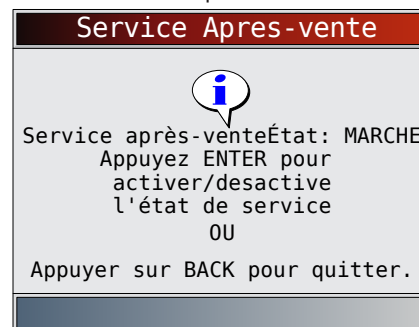 Service Apres-vente
i
Service après-venteÉtat: MARCHE
Appuyez ENTER pour
activer/desactive
l'état de service
OU
Appuyer sur BACK pour quitter.